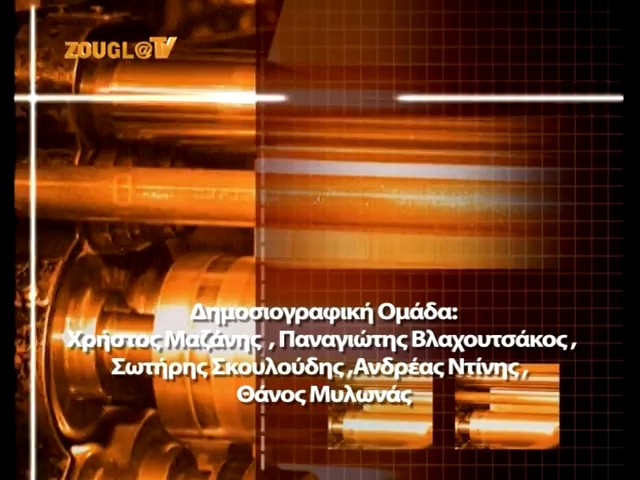 ZOUGL@TV
Δημοσιογραφική Ομάδα:
Χρήστος Μαζάνης , Παναγιώτης Βλαχουτσάκος ,
Σωτήρης Σκουλούδης ,Ανδρέας Ντίνης ,
Θάνος Μυλωνάς